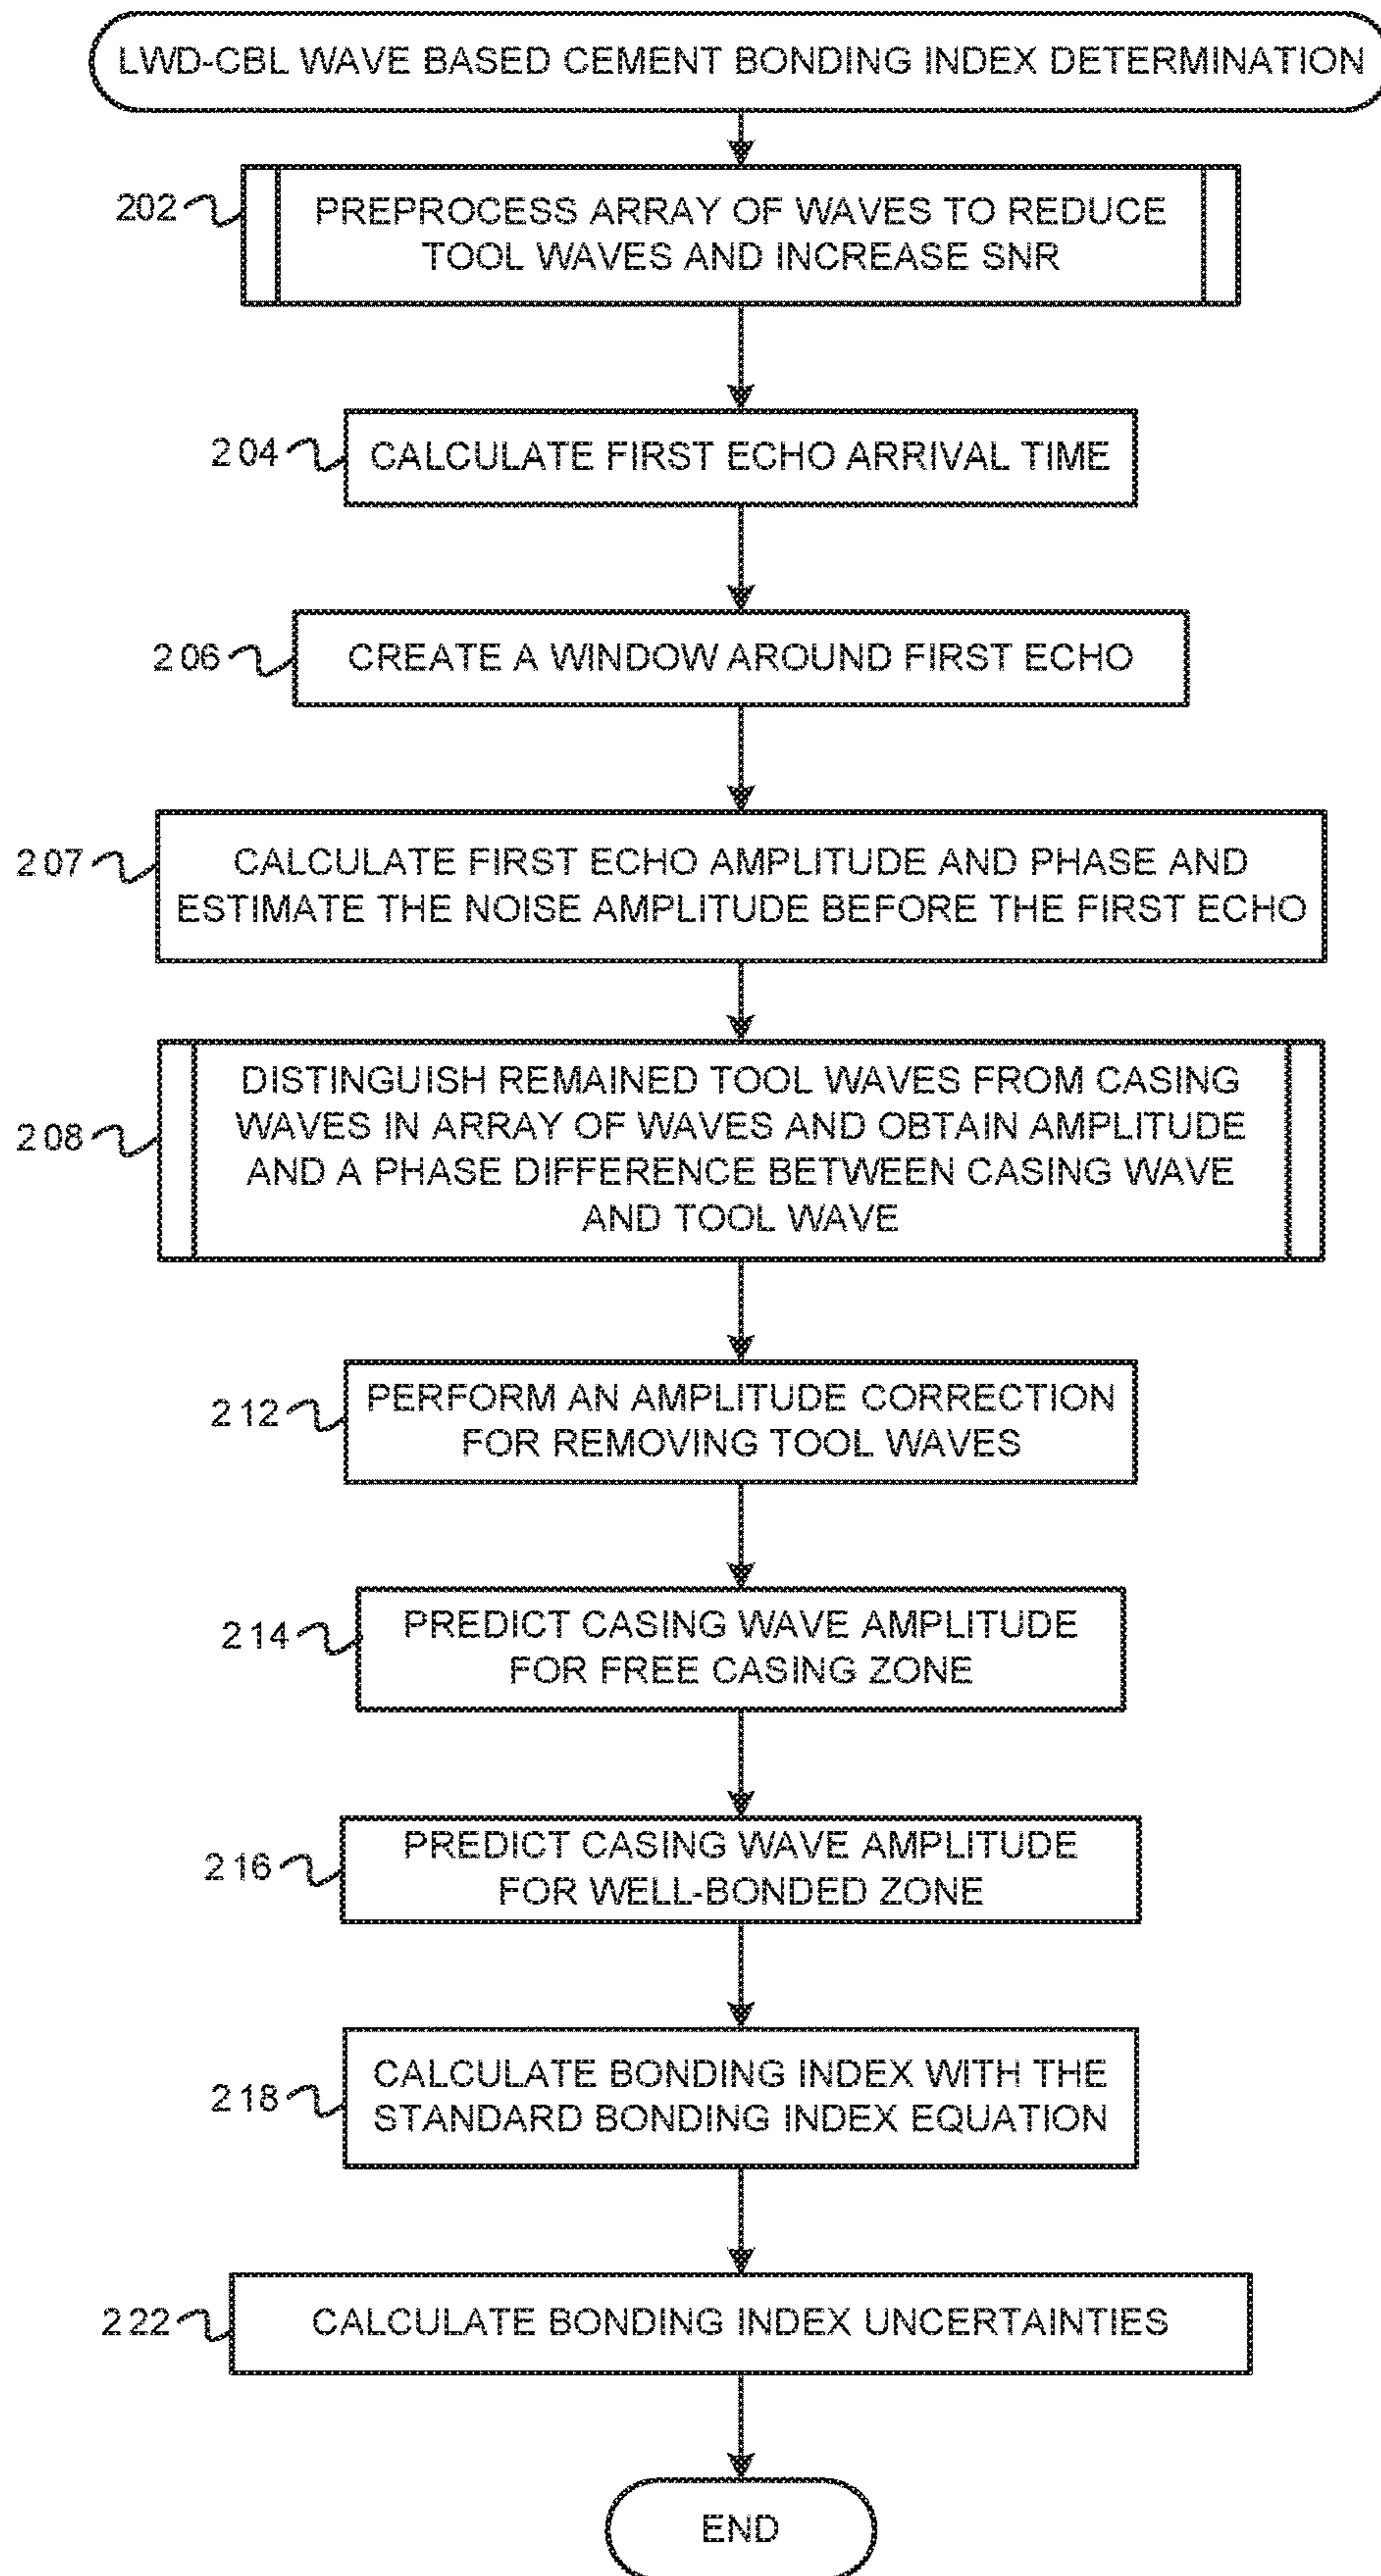 LWD-CBL WAVE BASED CEMENT BONDING INDEX DETERMINATION
202
PREPROCESS ARRAY OF WAVES TO REDUCE
TOOL WAVES AND INCREASE SNR
204
CALCULATE FIRST ECHO ARRIVAL TIME
206
CREATE A WINDOW AROUND FIRST ECHO
207
CALCULATE FIRST ECHO AMPLITUDE AND PHASE AND
ESTIMATE THE NOISE AMPLITUDE BEFORE THE FIRST ECHO
208
DISTINGUISH REMAINED TOOL WAVES FROM CASING
WAVES IN ARRAY OF WAVES AND OBTAIN AMPLITUDE
AND A PHASE DIFFERENCE BETWEEN CASING WAVE
AND TOOL WAVE
212
PERFORM AN AMPLITUDE CORRECTION
FOR REMOVING TOOL WAVES
214
PREDICT CASING WAVE AMPLITUDE
FOR FREE CASING ZONE
216
PREDICT CASING WAVE AMPLITUDE
FOR WELL-BONDED ZONE
218
CALCULATE BONDING INDEX WITH THE
STANDARD BONDING INDEX EQUATION
222
CALCULATE BONDING INDEX UNCERTAINTIES
END